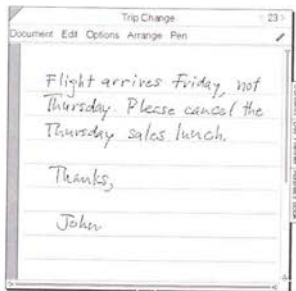 Trip Change
23
Document Edit Options Arrange Pen
Flight arrives Friday, not
Thursday. Please cancel the
Thursday sales lunch.
Thanks,
John